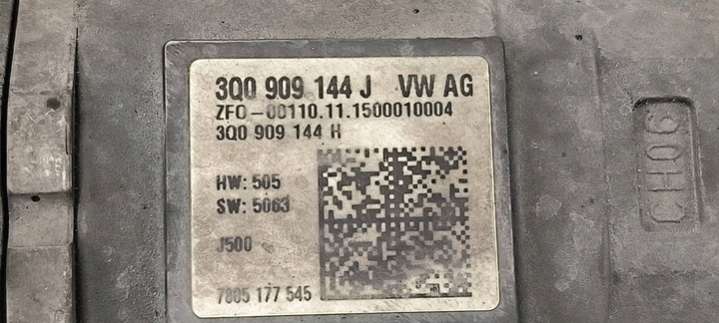 3Q0 909 144 J VW AG
ZFO-00110.11.1500010004
3Q0 909 144 H
HW: 505
SW: 5063
J500
7805 177 545
CH06